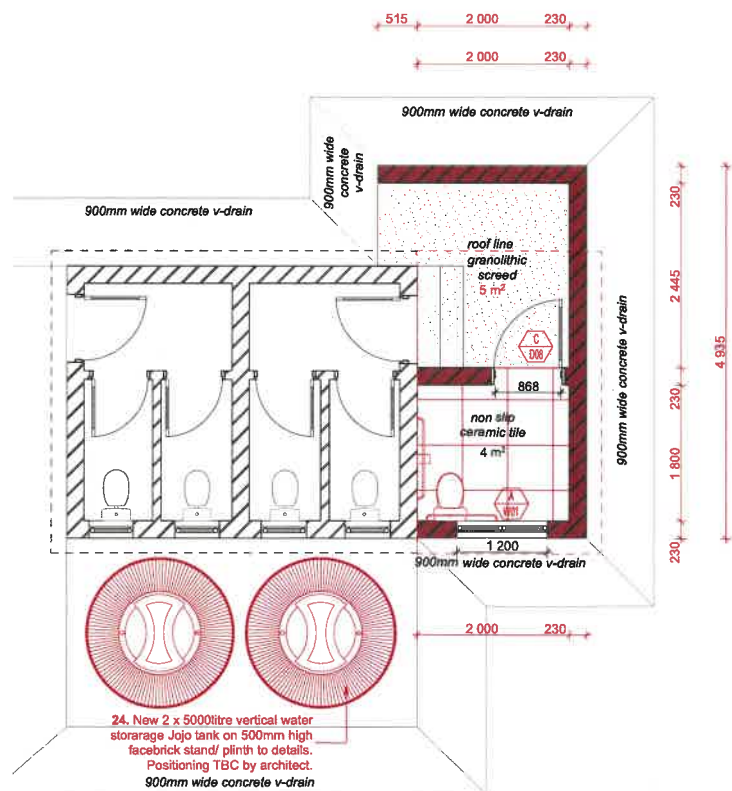 515 2 000 230
2 000 230
900mm wide concrete v-drain
900mm wide
concrete
v-drain
900mm wide concrete v-drain
roof line
granolithic
screed
5 m²
230
2 445
4 935
900mm wide concrete v-drain
C
D08
868
230
non slip
ceramic tile
4 m²
1 800
A
W01
1 200
230
900mm wide concrete v-drain
2 000 230
24. New 2 x 5000litre vertical water
storarage Jojo tank on 500mm high
facebrick stand/ plinth to details.
Positioning TBC by architect.
900mm wide concrete v-drain